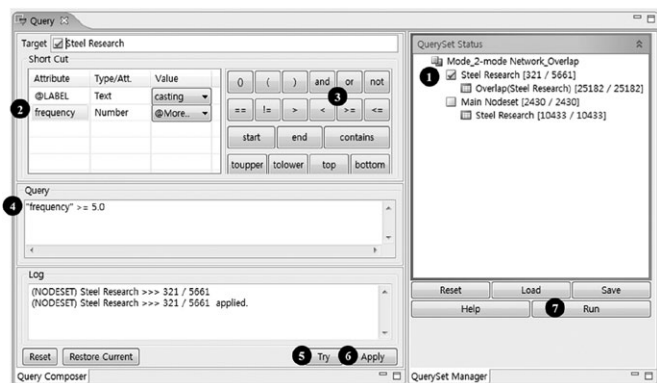 Query
Target Steel Research
Short Cut
Attribute Type/Att. Value
@LABEL Text casting
2 frequency Number @More..
() ( ) and or not
3
== != > < >= <=
start end contains
toupper tolower top bottom
Query
4 "frequency" >= 5.0
Log
(NODESET) Steel Research >>> 321 / 5661
(NODESET) Steel Research >>> 321 / 5661 applied.
Reset Restore Current 5 Try 6 Apply
Query Composer
QuerySet Status
Mode_2-mode Network_Overlap
1 Steel Research [321 / 5661]
Overlap(Steel Research) [25182 / 25182]
Main Nodeset [2430 / 2430]
Steel Research [10433 / 10433]
Reset Load Save
Help 7 Run
QuerySet Manager